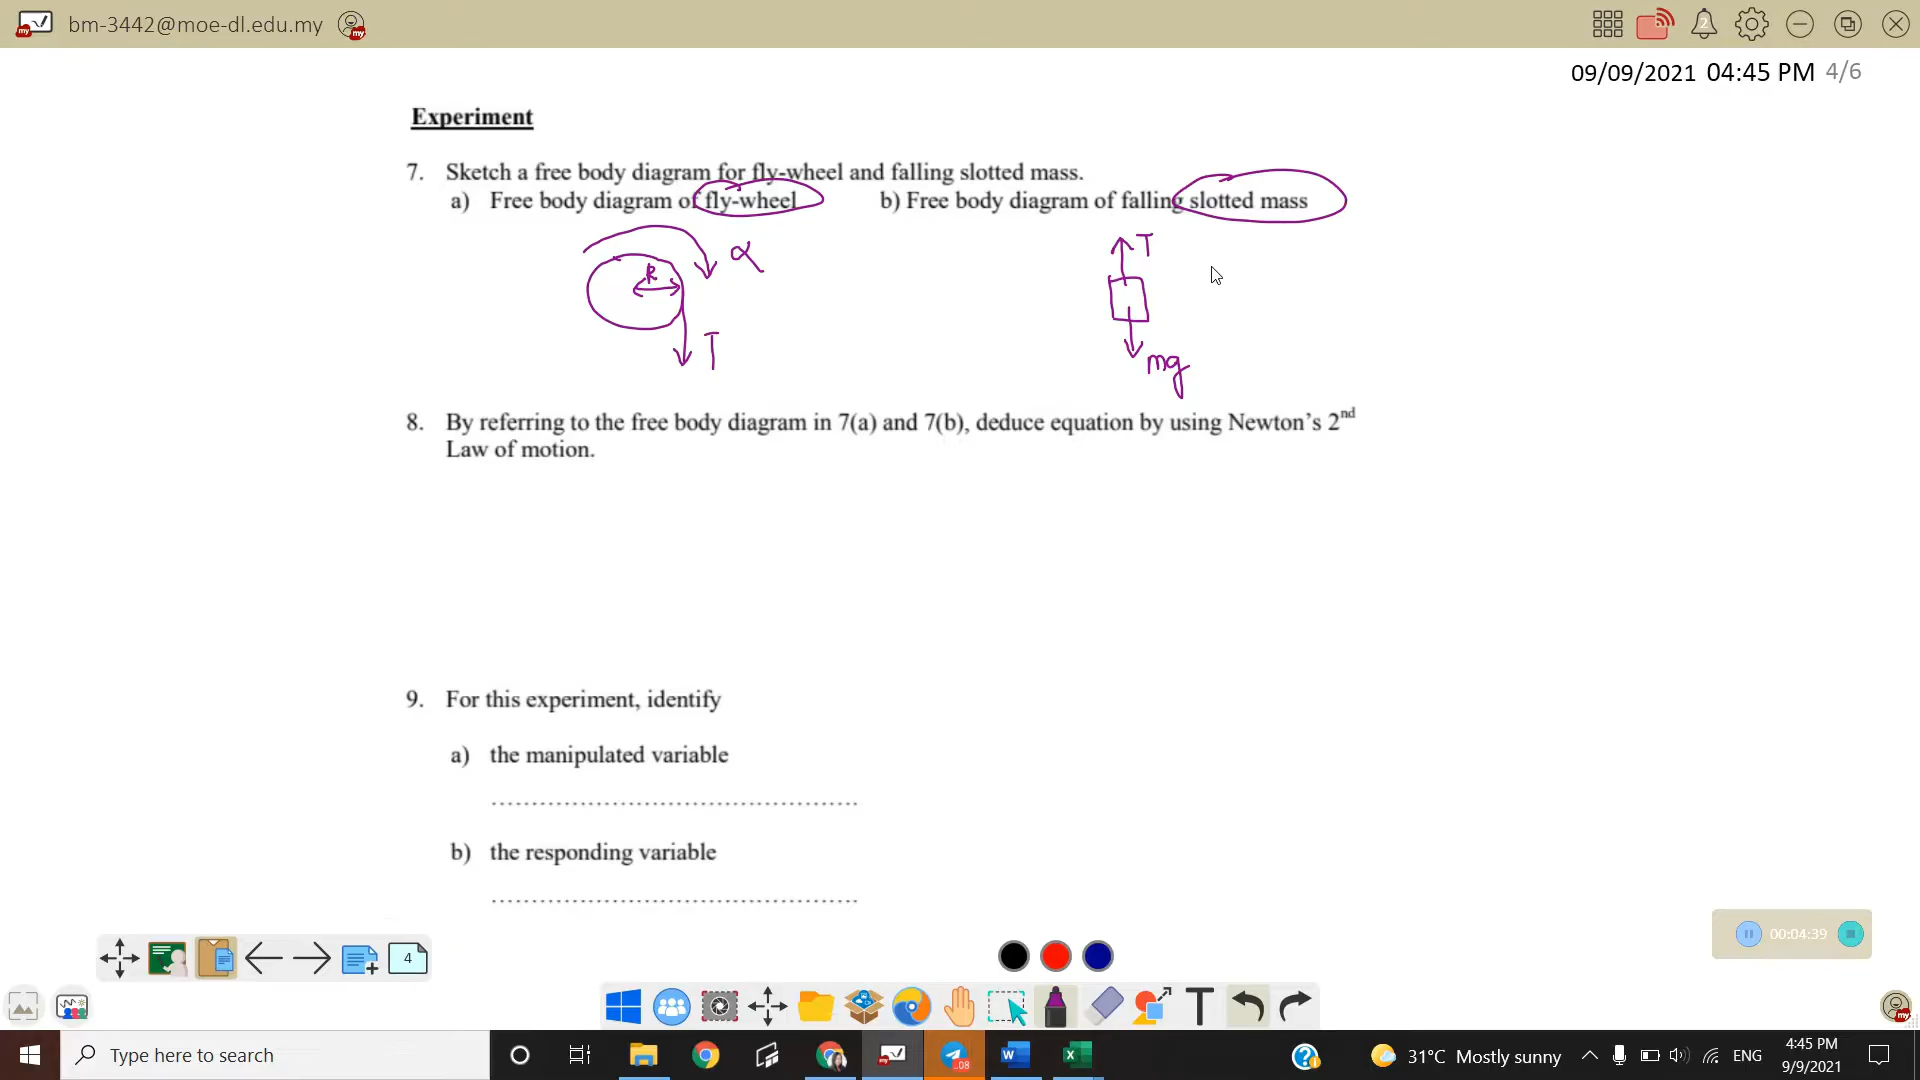 bm-3442@moe-dl.edu.my
2
09/09/2021 04:45 PM 4/6
Experiment
7. Sketch a free body diagram for fly-wheel and falling slotted mass.
a) Free body diagram of fly-wheel b) Free body diagram of falling slotted mass
α
R
T
T
mg
8. By referring to the free body diagram in 7(a) and 7(b), deduce equation by using Newton's 2nd
Law of motion.
9. For this experiment, identify
a) the manipulated variable
..............................................
b) the responding variable
..............................................
00:04:39
4
T
my
Type here to search
31°C Mostly sunny
ENG
4:45 PM
9/9/2021